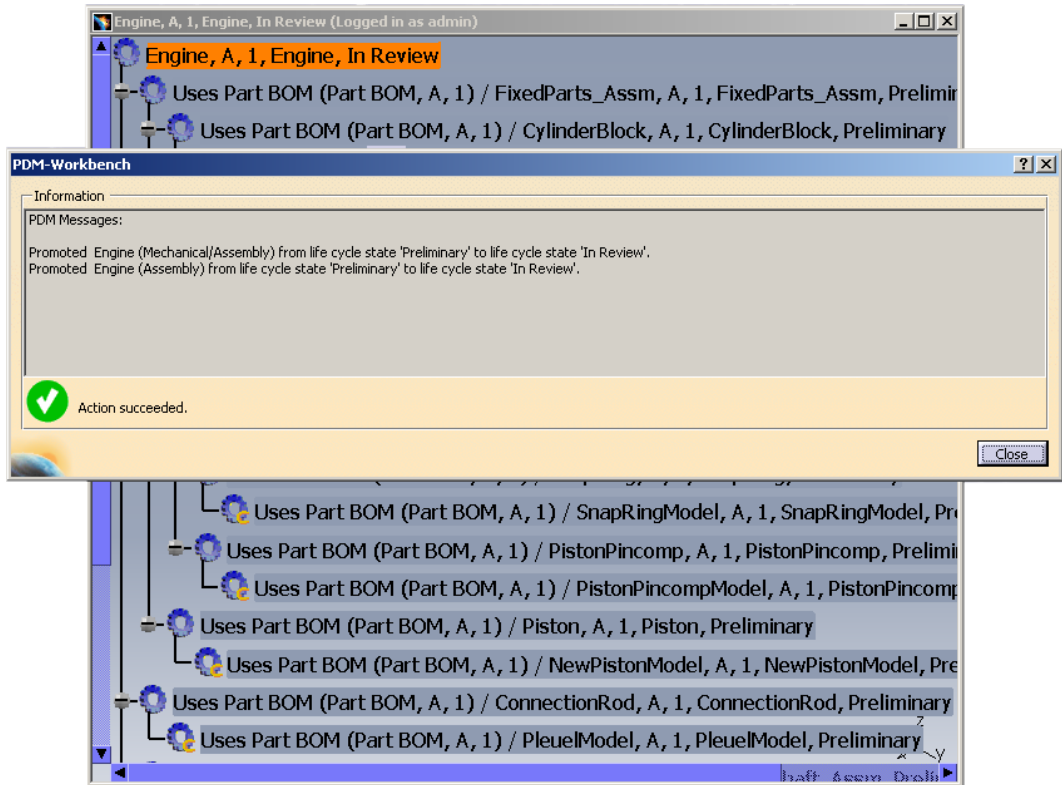 Engine, A, 1, Engine, In Review (Logged in as admin)
Engine, A, 1, Engine, In Review
Uses Part BOM (Part BOM, A, 1) / FixedParts_Assm, A, 1, FixedParts_Assm, Prelimin
Uses Part BOM (Part BOM, A, 1) / CylinderBlock, A, 1, CylinderBlock, Preliminary
PDM-Workbench
Information
PDM Messages:
Promoted Engine (Mechanical/Assembly) from life cycle state 'Preliminary' to life cycle state 'In Review'.
Promoted Engine (Assembly) from life cycle state 'Preliminary' to life cycle state 'In Review'.
Action succeeded.
Close
Uses Part BOM (Part BOM, A, 1) / SnapRingModel, A, 1, SnapRingModel, Pre
Uses Part BOM (Part BOM, A, 1) / PistonPincomp, A, 1, PistonPincomp, Prelimi
Uses Part BOM (Part BOM, A, 1) / PistonPincompModel, A, 1, PistonPincomp
Uses Part BOM (Part BOM, A, 1) / Piston, A, 1, Piston, Preliminary
Uses Part BOM (Part BOM, A, 1) / NewPistonModel, A, 1, NewPistonModel, Pre
Uses Part BOM (Part BOM, A, 1) / ConnectionRod, A, 1, ConnectionRod, Preliminary
Uses Part BOM (Part BOM, A, 1) / PleuelModel, A, 1, PleuelModel, Preliminary
z
x y